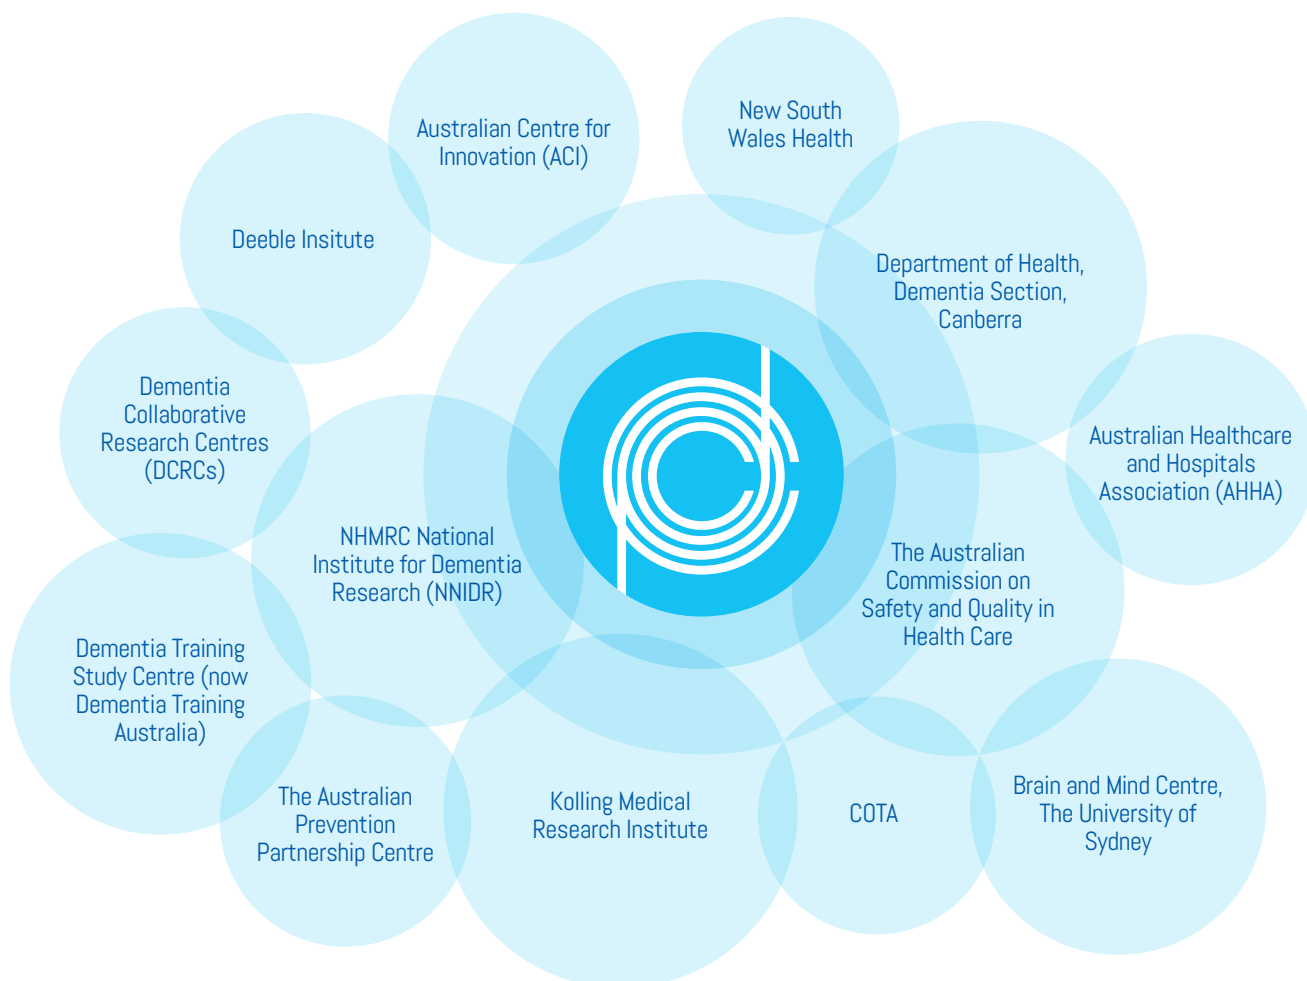 Australian Centre for
Innovation (ACI)
New South
Wales Health
Deeble Insitute
Department of Health,
Dementia Section,
Canberra
Dementia
Collaborative
Research Centres
(DCRCs)
Australian Healthcare
and Hospitals
Association (AHHA)
NHMRC National
Institute for Dementia
Research (NNIDR)
The Australian
Commission on
Safety and Quality in
Health Care
Dementia Training
Study Centre (now
Dementia Training
Australia)
The Australian
Prevention
Partnership Centre
Kolling Medical
Research Institute
COTA
Brain and Mind Centre,
The University of
Sydney